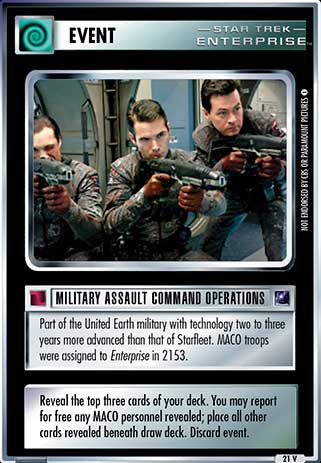 EVENT
STAR TREK
ENTERPRISE™
NOT ENDORSED BY CBS OR PARAMOUNT PICTURES
MILITARY ASSAULT COMMAND OPERATIONS
Part of the United Earth military with technology two to three
years more advanced than that of Starfleet. MACO troops
were assigned to Enterprise in 2153.
Reveal the top three cards of your deck. You may report
for free any MACO personnel revealed; place all other
cards revealed beneath draw deck. Discard event.
21 V